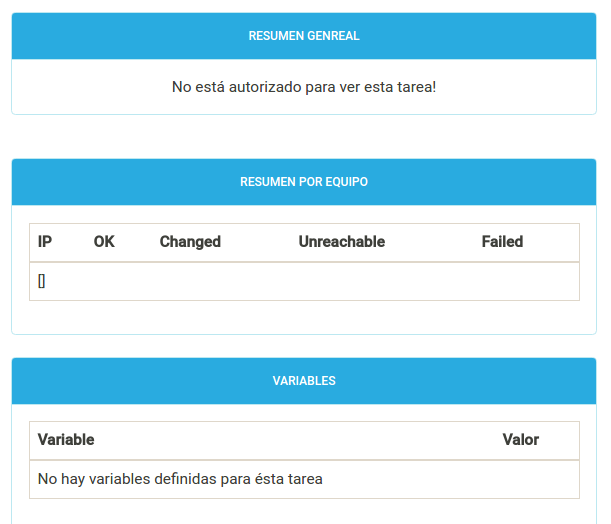 RESUMEN GENREAL
No está autorizado para ver esta tarea!
RESUMEN POR EQUIPO
IP OK Changed Unreachable Failed
[]
VARIABLES
Variable Valor
No hay variables definidas para ésta tarea